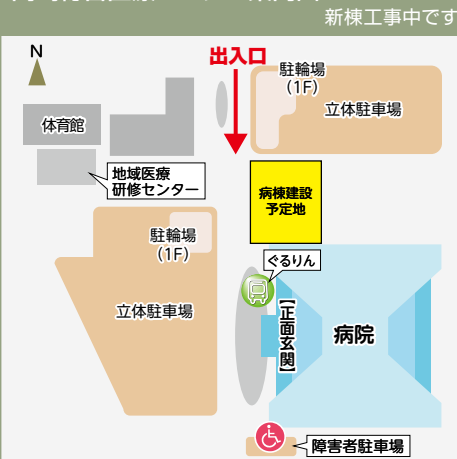 新棟工事中です
N
出入口
駐輪場
(1F)
立体駐車場
体育館
地域医療
研修センター
病棟建設
予定地
駐輪場
(1F)
ぐるりん
立体駐車場
【正面玄関】
病院
障害者駐車場